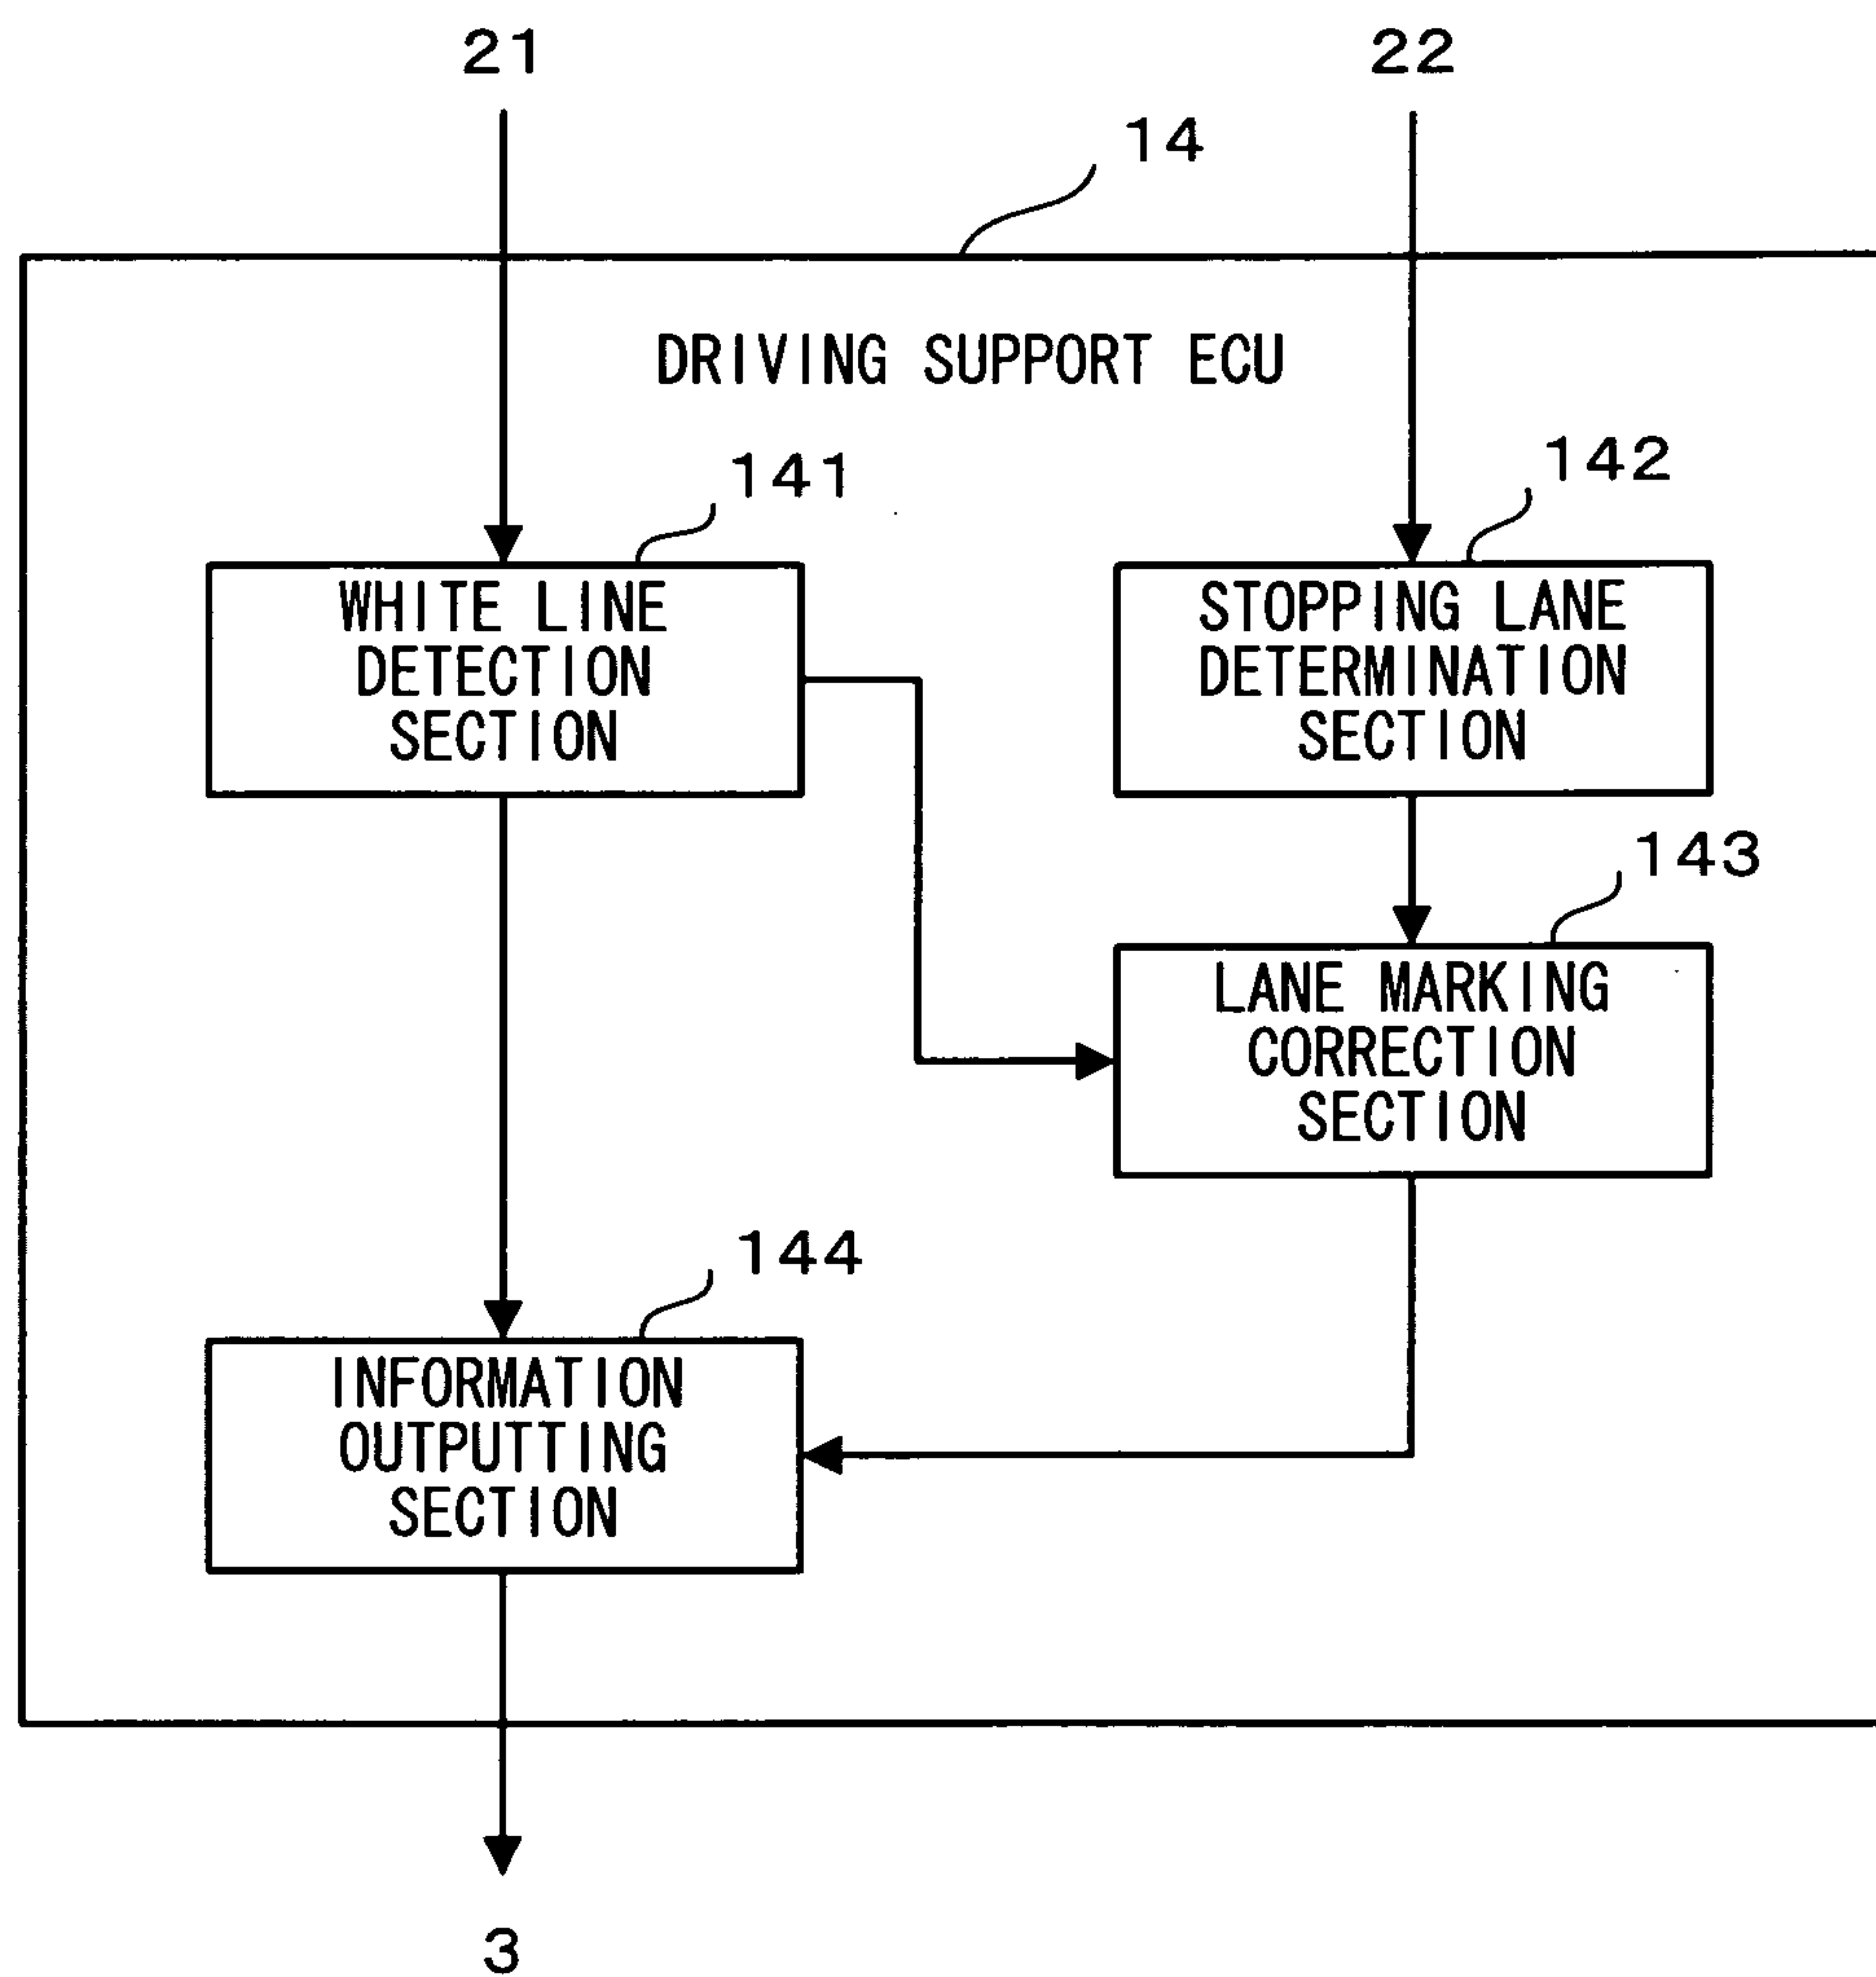 21
22
14
DRIVING SUPPORT ECU
141
142
WHITE LINE
DETECTION
SECTION
STOPPING LANE
DETERMINATION
SECTION
143
LANE MARKING
CORRECTION
SECTION
144
INFORMATION
OUTPUTTING
SECTION
3